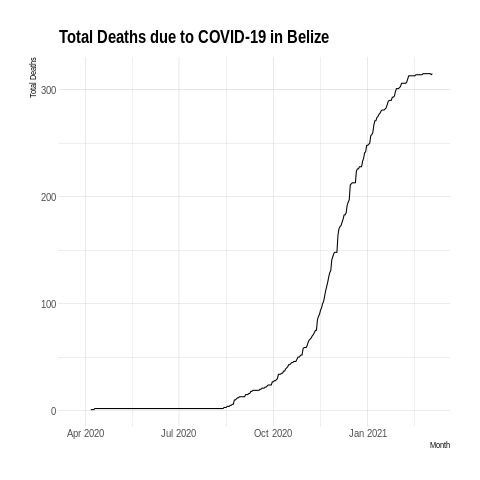 Total Deaths due to COVID-19 in Belize
Total Deaths
300
200
100
0
Apr 2020
Jul 2020
Oct 2020
Jan 2021
Month